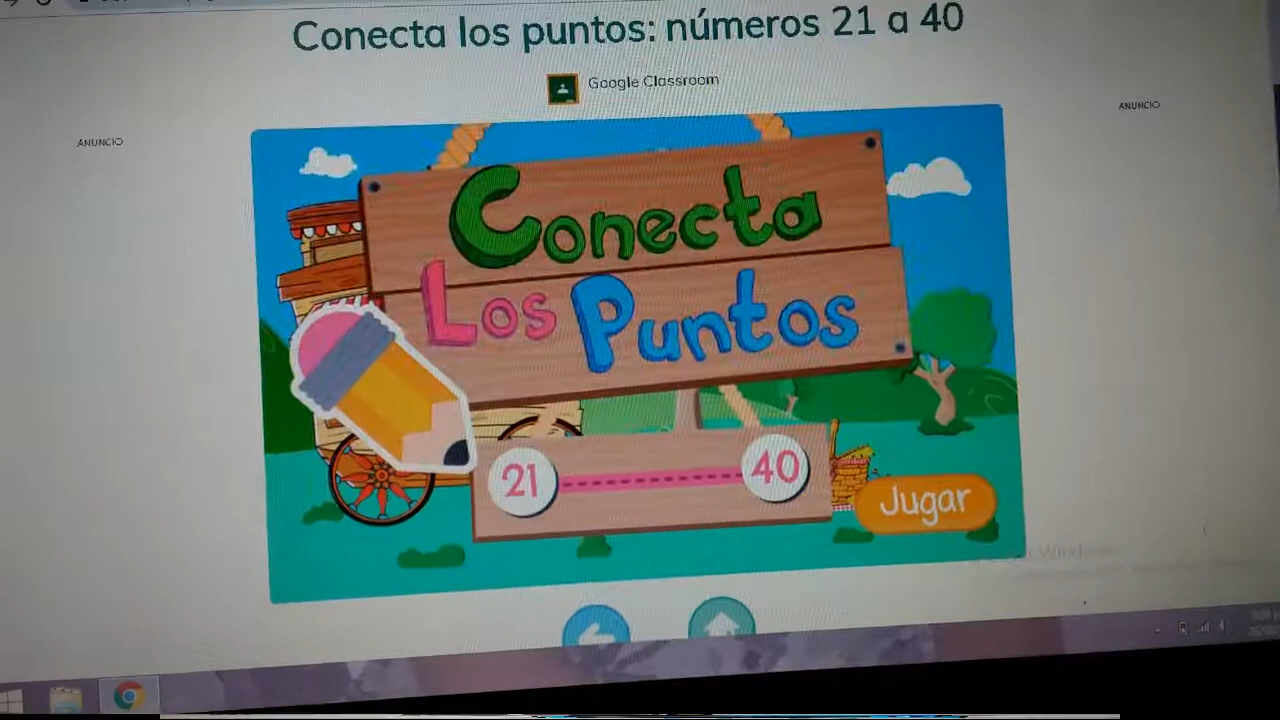 Conecta los puntos: números 21 a 40
Google Classroom
ANUNCIO
ANUNCIO
Conecta
Los Puntos
21
40
Jugar